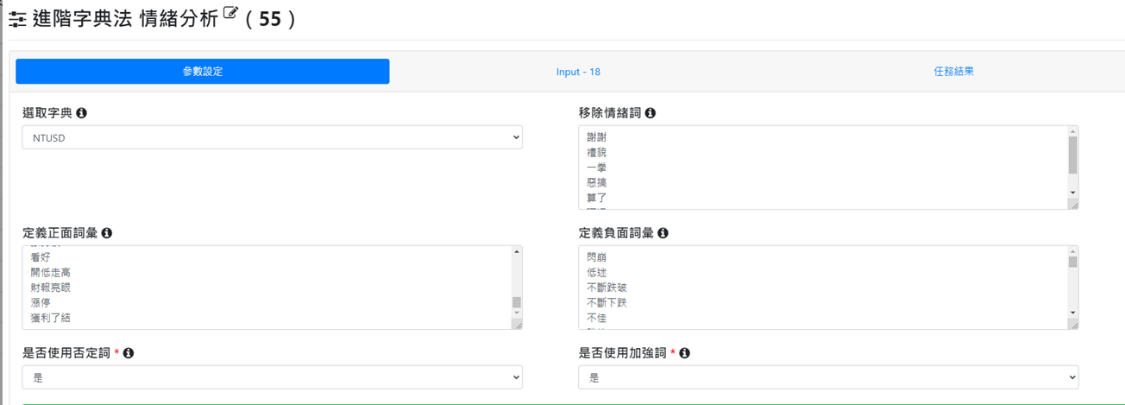 進階字典法 情緒分析 ( 55 )
參數設定
Input - 18
任務結果
選取字典
移除情緒詞
NTUSD
謝謝
禮貌
一拳
惡搞
算了
定義正面詞彙
定義負面詞彙
看好
開低走高
財報亮眼
漲停
獲利了結
閃崩
低迷
不斷跌破
不斷下跌
不佳
是否使用否定詞 *
是否使用加強詞 *
是
是